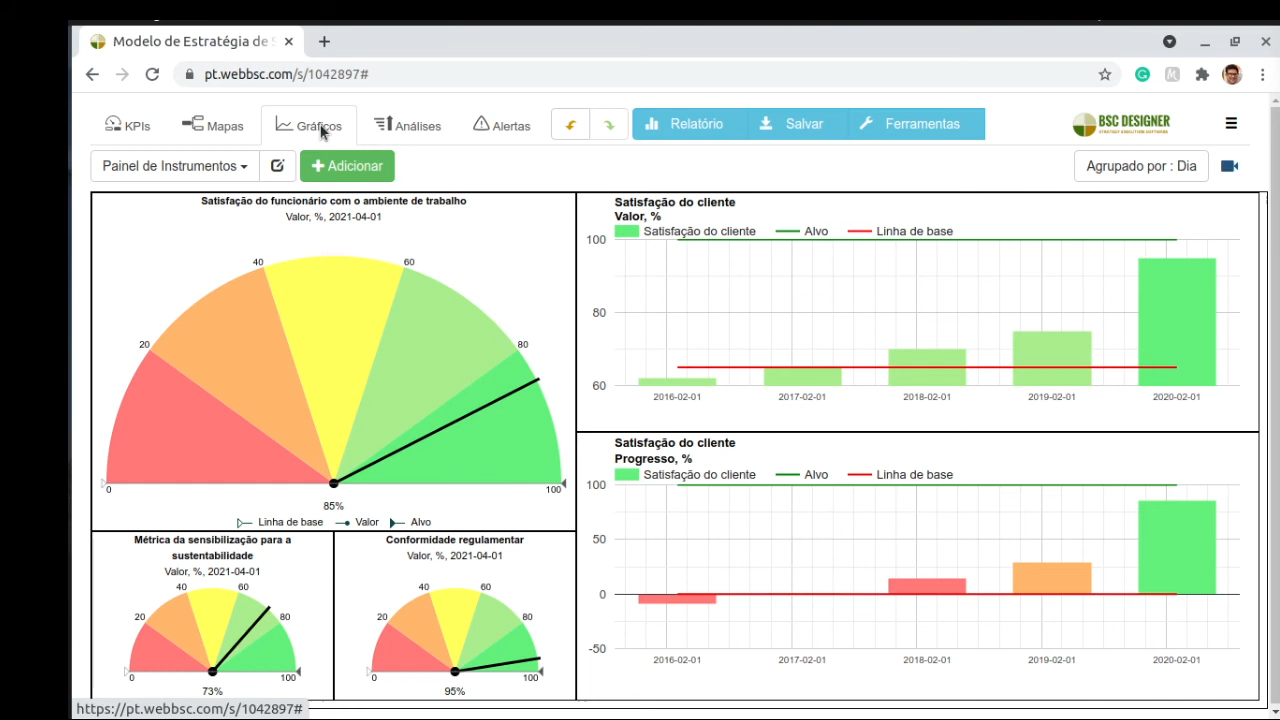 Modelo de Estratégia de S
pt.webbsc.com/s/1042897#
KPIs
Mapas
Gráficos
Análises
Alertas
Relatório
Salvar
Ferramentas
BSC DESIGNER
STRATEGY EXECUTION SOFTWARE
Painel de Instrumentos
Adicionar
Agrupado por : Dia
Satisfação do funcionário com o ambiente de trabalho
Valor, %, 2021-04-01
0
20
40
60
80
100
85%
Linha de base
Valor
Alvo
Métrica da sensibilização para a
sustentabilidade
Valor, %, 2021-04-01
0
20
40
60
80
100
73%
Conformidade regulamentar
Valor, %, 2021-04-01
0
20
40
60
80
100
95%
Satisfação do cliente
Valor, %
Satisfação do cliente
Alvo
Linha de base
100
80
60
2016-02-01
2017-02-01
2018-02-01
2019-02-01
2020-02-01
Satisfação do cliente
Progresso, %
Satisfação do cliente
Alvo
Linha de base
100
50
0
-50
2016-02-01
2017-02-01
2018-02-01
2019-02-01
2020-02-01
https://pt.webbsc.com/s/1042897#